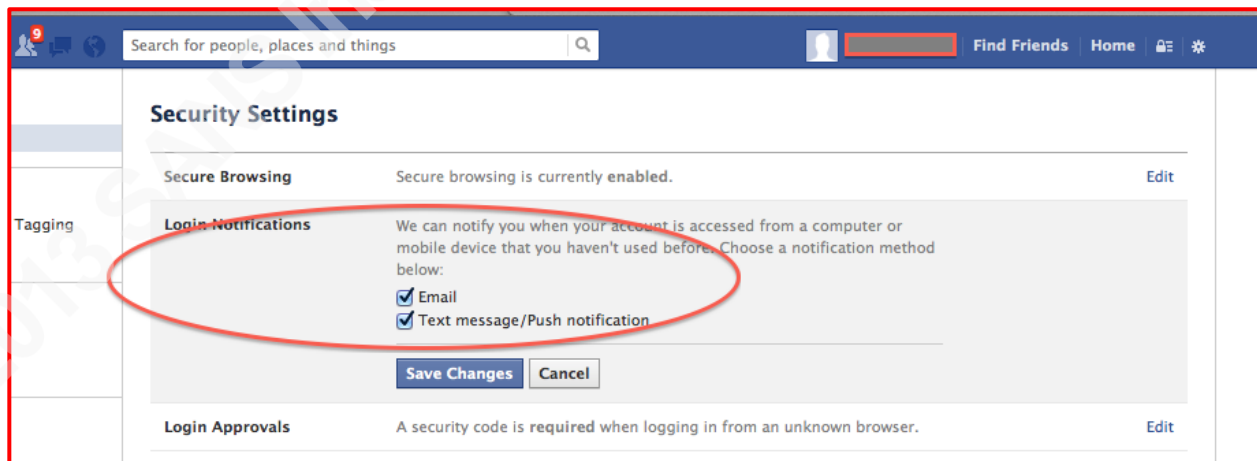 9
Search for people, places and things
Find Friends Home
Security Settings
Secure Browsing Secure browsing is currently enabled. Edit
Tagging
Login Notifications We can notify you when your account is accessed from a computer or
mobile device that you haven't used before. Choose a notification method
below:
Email
Text message/Push notification
Save Changes Cancel
Login Approvals A security code is required when logging in from an unknown browser. Edit
2013 SANS In